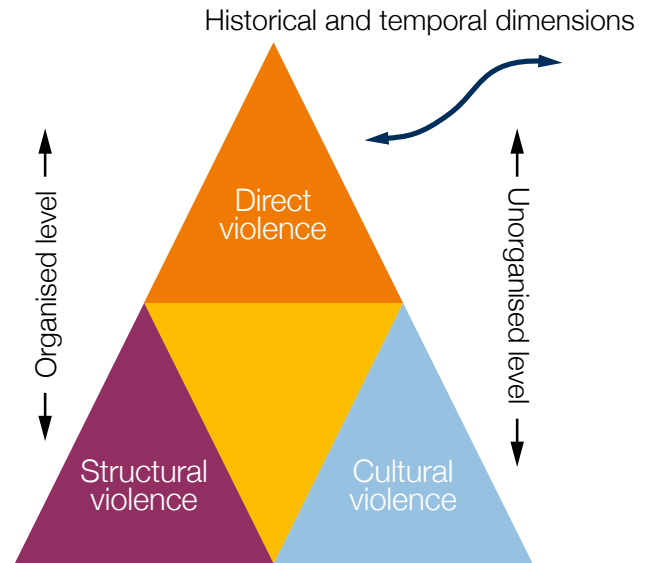 Historical and temporal dimensions
Direct
violence
Organised level
Unorganised level
Structural
violence
Cultural
violence